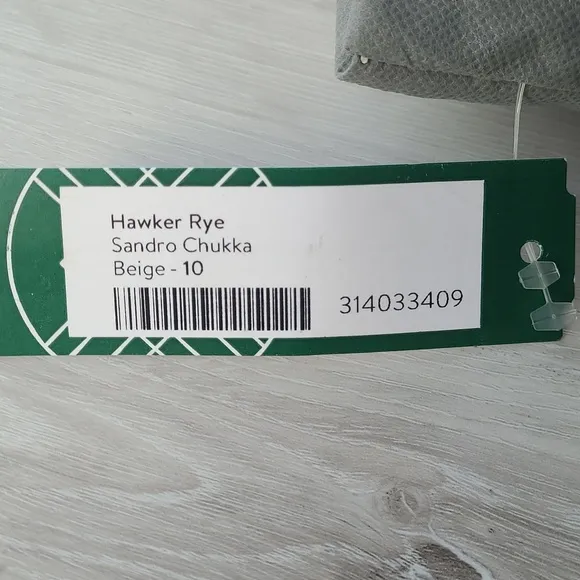 Hawker Rye
Sandro Chukka
Beige - 10
314033409